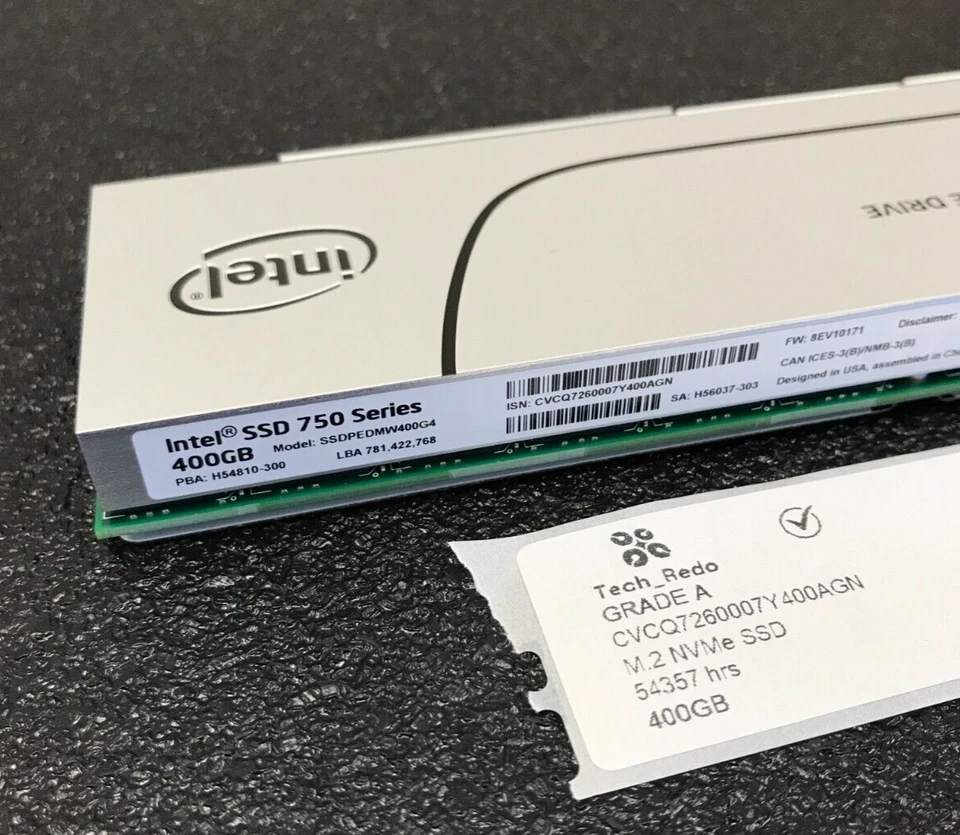 intel®
E DRIVE
Intel® SSD 750 Series
400GB Model: SSDPEDMW400G4
PBA: H54810-300 LBA 781,422,768
ISN: CVCQ7260007Y400AGN
SA: H56037-303
FW: 8EV10171 Disclaimer:
CAN ICES-3(B)/NMB-3(B)
Designed in USA, assembled in Chi
Tech_Redo
GRADE A
CVCQ7260007Y400AGN
M.2 NVMe SSD
54357 hrs
400GB